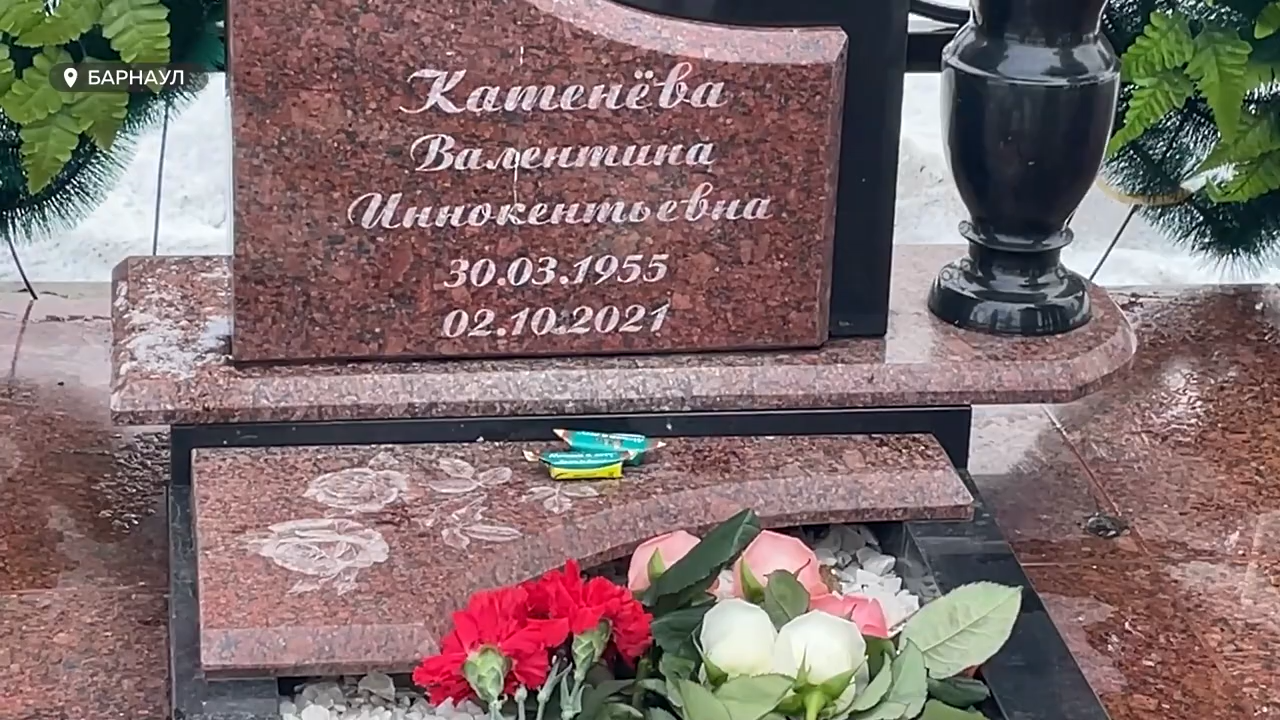 БАРНАУЛ
Катенёва
Валентина
Иннокентьевна
30.03.1955
02.10.2021